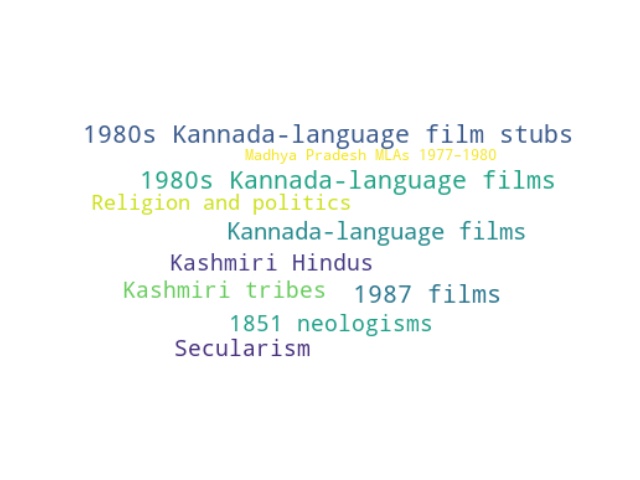 1980s Kannada-language film stubs
Madhya Pradesh MLAs 1977–1980
1980s Kannada-language films
Religion and politics
Kannada-language films
Kashmiri Hindus
Kashmiri tribes
1987 films
1851 neologisms
Secularism